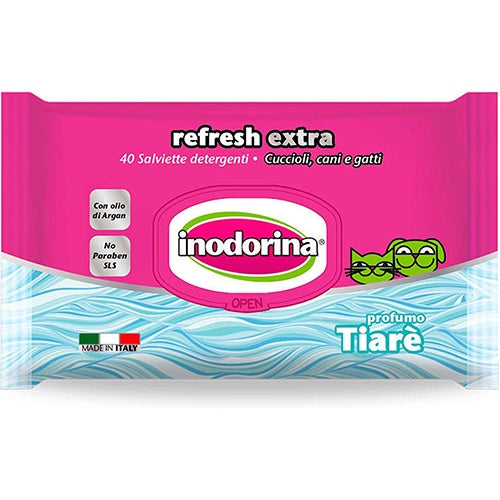 refresh extra
40 Salviette detergenti • Cuccioli, cani e gatti
Con olio
di Argan
No
Paraben
SLS
inodorina®
OPEN
MADE IN ITALY
profumo
Tiarè